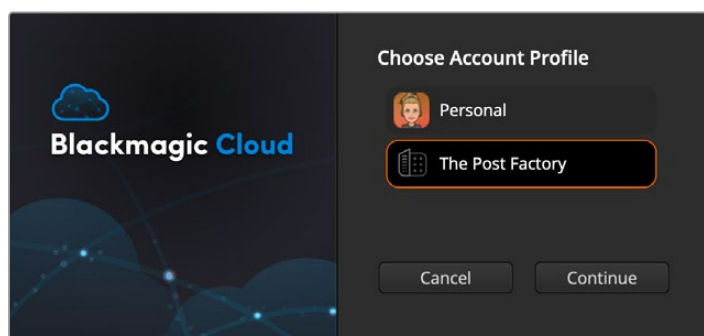 Blackmagic Cloud
Choose Account Profile
Personal
The Post Factory
Cancel
Continue